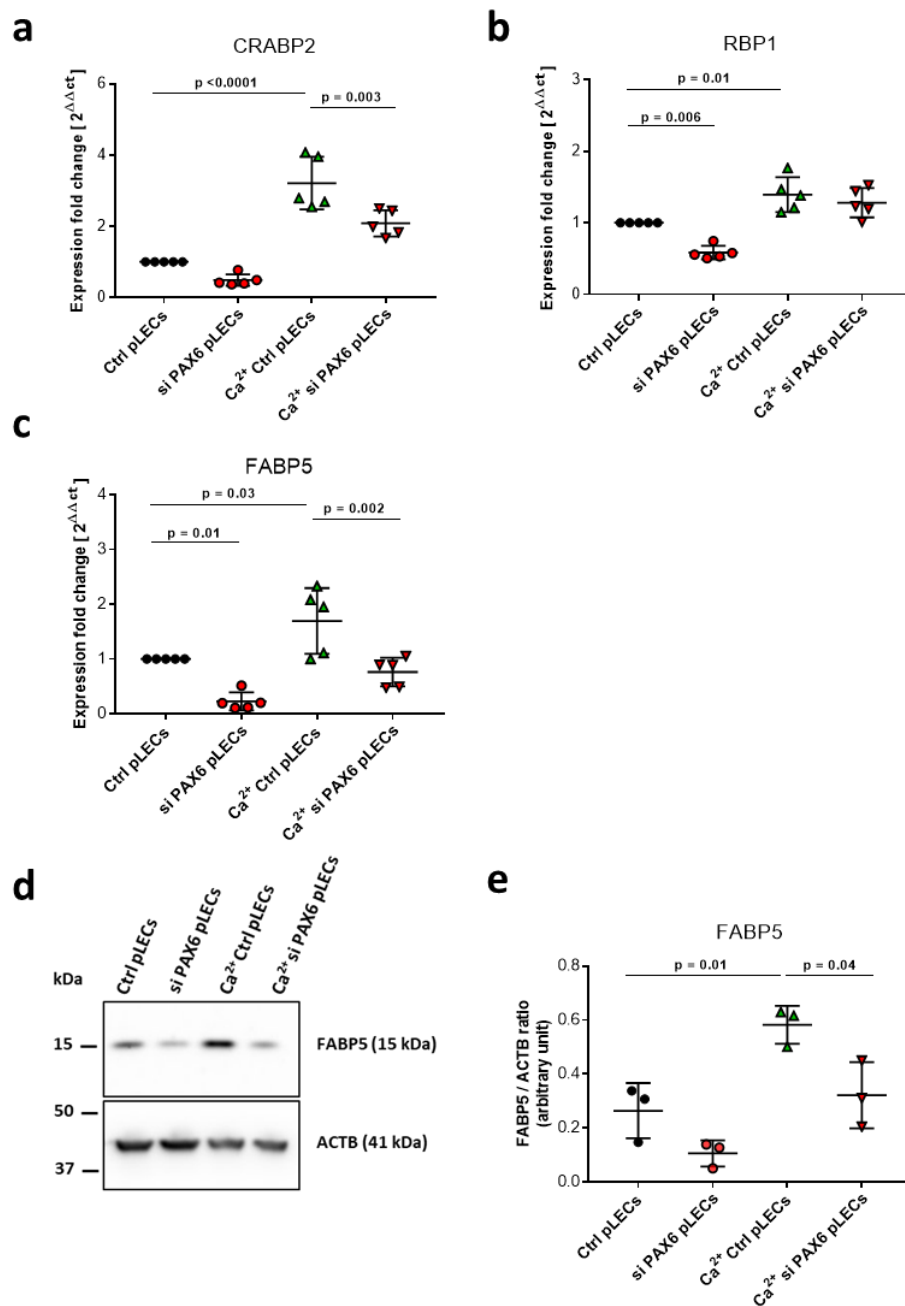 a
CRABP2
Expression fold change [ 2^ΔΔct ]
6
4
2
0
p <0.0001
p = 0.003
Ctrl pLECs
si PAX6 pLECs
Ca²⁺ Ctrl pLECs
Ca²⁺ si PAX6 pLECs
b
RBP1
Expression fold change [ 2^ΔΔct ]
3
2
1
0
p = 0.01
p = 0.006
Ctrl pLECs
si PAX6 pLECs
Ca²⁺ Ctrl pLECs
Ca²⁺ si PAX6 pLECs
c
FABP5
Expression fold change [ 2^ΔΔct ]
4
3
2
1
0
p = 0.03
p = 0.002
p = 0.01
Ctrl pLECs
si PAX6 pLECs
Ca²⁺ Ctrl pLECs
Ca²⁺ si PAX6 pLECs
d
Ctrl pLECs
si PAX6 pLECs
Ca²⁺ Ctrl pLECs
Ca²⁺ si PAX6 pLECs
kDa
15
FABP5 (15 kDa)
50
ACTB (41 kDa)
37
e
FABP5
FABP5 / ACTB ratio
(arbitrary unit)
0.8
0.6
0.4
0.2
0.0
p = 0.01
p = 0.04
Ctrl pLECs
si PAX6 pLECs
Ca²⁺ Ctrl pLECs
Ca²⁺ si PAX6 pLECs